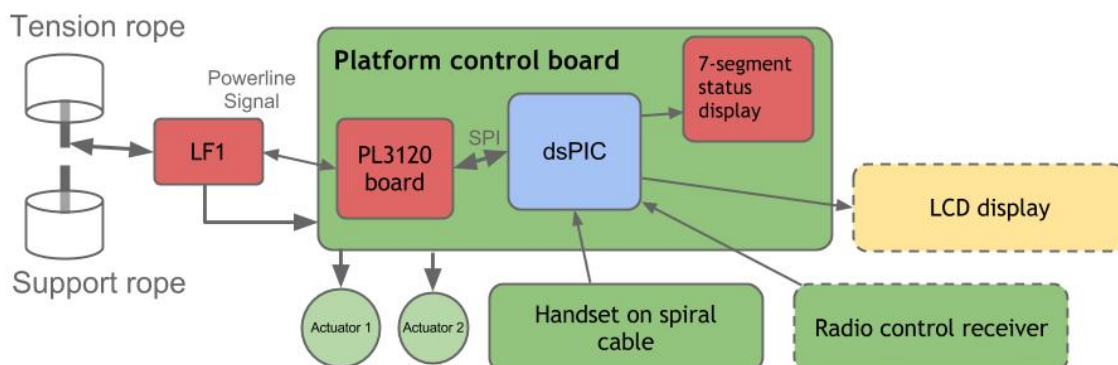 Tension rope
Powerline
Signal
LF1
Support rope
Platform control board
PL3120
board
SPI
dsPIC
7-segment
status
display
LCD display
Actuator 1
Actuator 2
Handset on spiral
cable
Radio control receiver